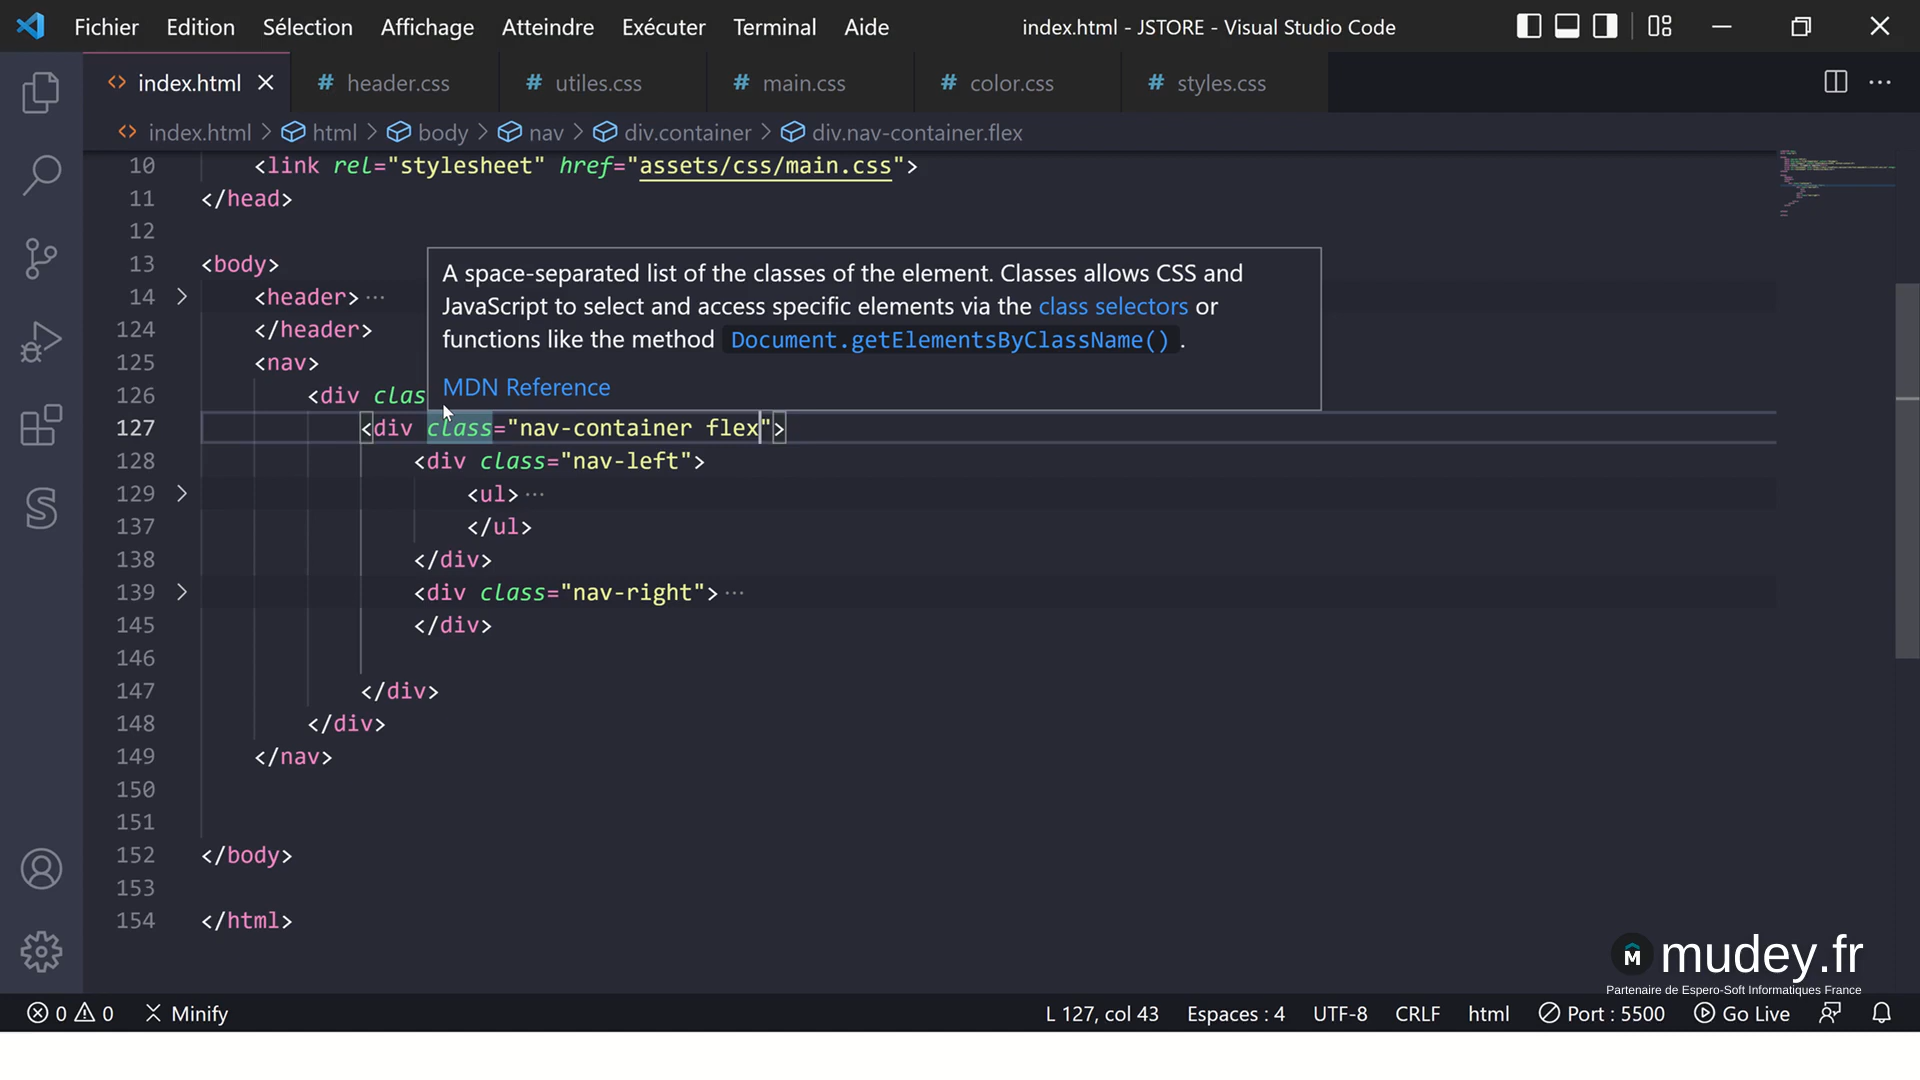 Fichier Edition Sélection Affichage Atteindre Exécuter Terminal Aide index.html - JSTORE - Visual Studio Code
index.html # header.css # utiles.css # main.css # color.css # styles.css
index.html > html > body > nav > div.container > div.nav-container.flex
10 <link rel="stylesheet" href="assets/css/main.css">
11 </head>
12
13 <body>
14 <header> ...
124 </header>
125 <nav>
126 <div clas
127 <div class="nav-container flex">
128 <div class="nav-left">
129 <ul> ...
137 </ul>
138 </div>
139 <div class="nav-right"> ...
145 </div>
146
147 </div>
148 </div>
149 </nav>
150
151
152 </body>
153
154 </html>
A space-separated list of the classes of the element. Classes allows CSS and
JavaScript to select and access specific elements via the class selectors or
functions like the method Document.getElementsByClassName() .
MDN Reference
mudey.fr
Partenaire de Espero-Soft Informatiques France
0 0 Minify L 127, col 43 Espaces : 4 UTF-8 CRLF html Port : 5500 Go Live